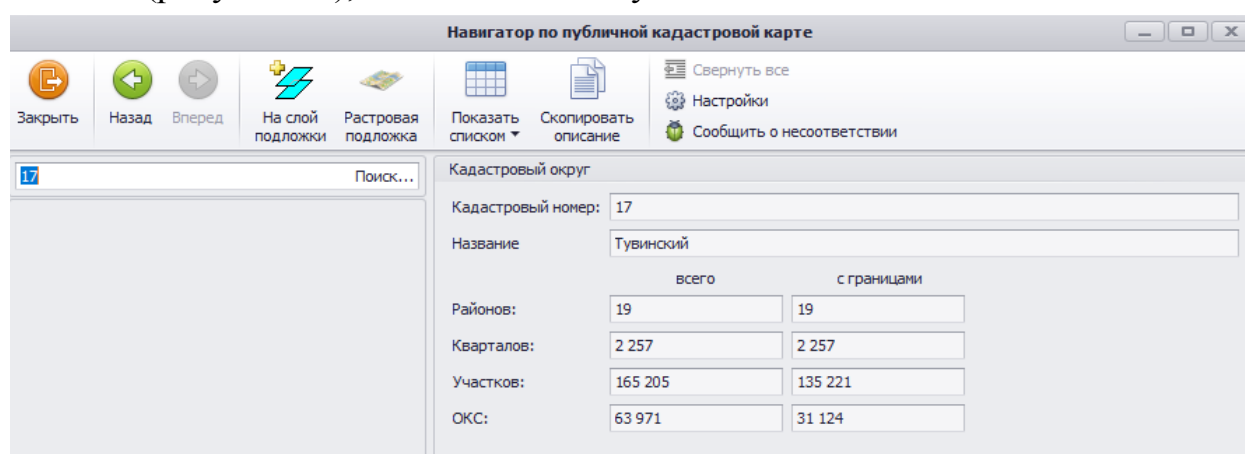 Навигатор по публичной кадастровой карте
Закрыть
Назад
Вперед
На слой
подложки
Растровая
подложка
Показать
списком
Скопировать
описание
Свернуть все
Настройки
Сообщить о несоответствии
17 Поиск...
Кадастровый округ
Кадастровый номер: 17
Название Тувинский
всего с границами
Районов: 19 19
Кварталов: 2 257 2 257
Участков: 165 205 135 221
ОКС: 63 971 31 124